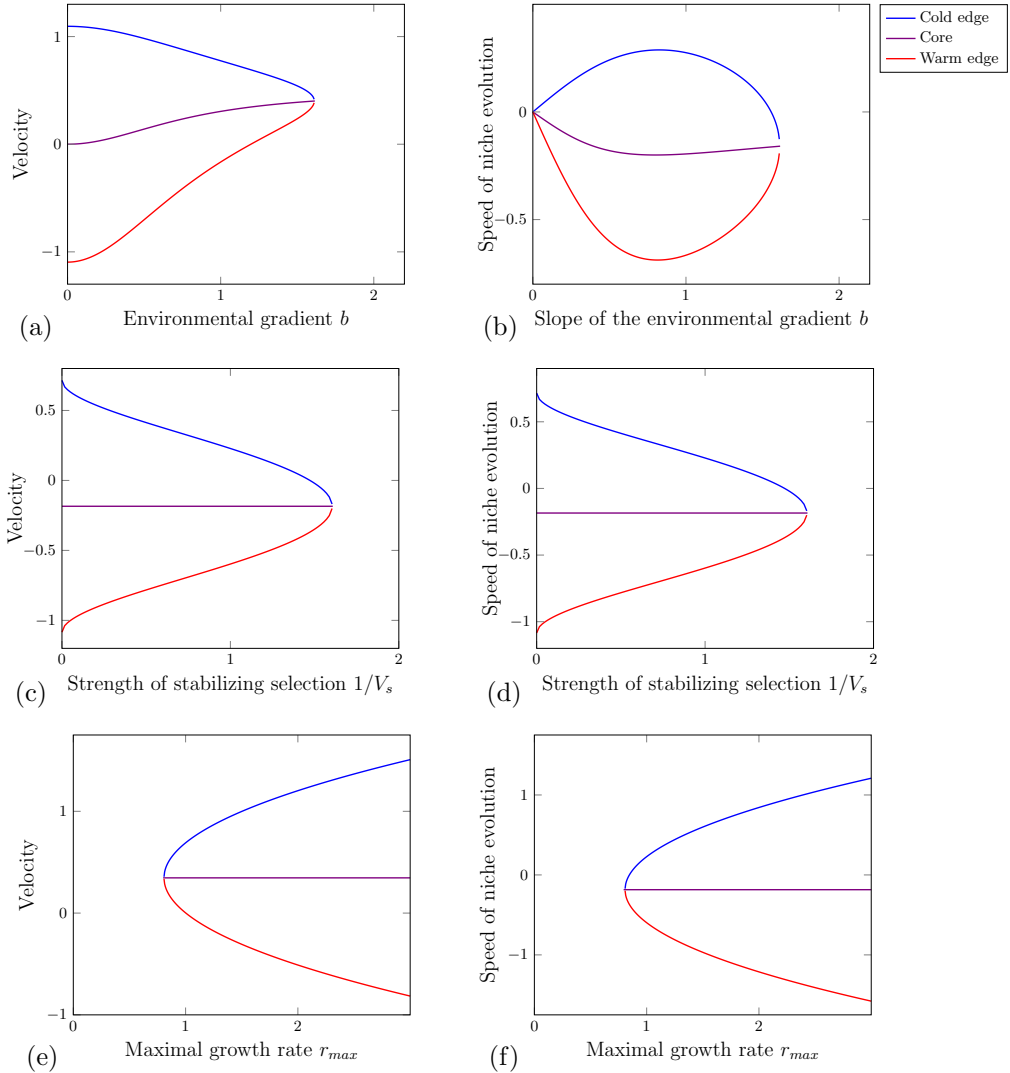 Cold edge
Core
Warm edge
Velocity
1
0
−1
0
1
2
(a)
Environmental gradient b
Speed of niche evolution
0
−0.5
0
1
2
(b)
Slope of the environmental gradient b
Velocity
0.5
0
−0.5
−1
0
1
2
(c)
Strength of stabilizing selection 1/Vs
Speed of niche evolution
0.5
0
−0.5
−1
0
1
2
(d)
Strength of stabilizing selection 1/Vs
Velocity
1
0
−1
0
1
2
(e)
Maximal growth rate rmax
Speed of niche evolution
1
0
−1
0
1
2
(f)
Maximal growth rate rmax